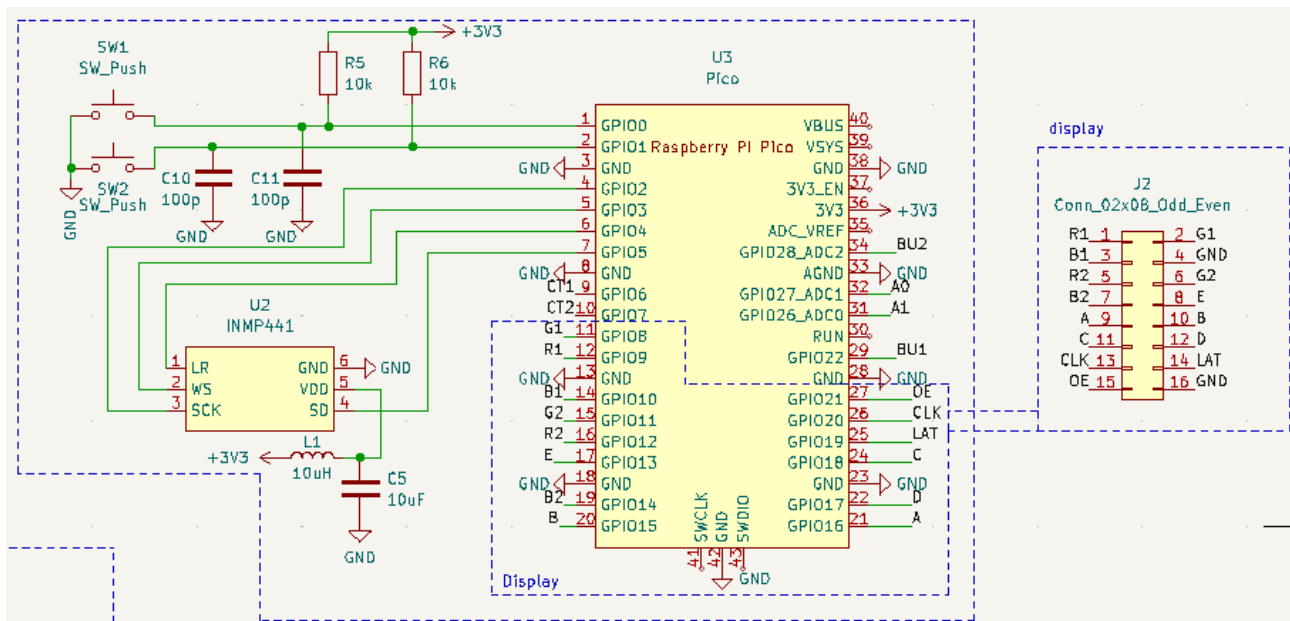 +3V3
SW1
SW_Push
R5
10k
R6
10k
U3
Pico
SW2
SW_Push
GND
C10
100p
GND
C11
100p
GND
Raspberry Pi Pico
1 GPIO0
2 GPIO1
GND 3 GND
4 GPIO2
5 GPIO3
6 GPIO4
7 GPIO5
GND 8 GND
CT1 9 GPIO6
CT2 10 GPIO7
G1 11 GPIO8
R1 12 GPIO9
GND 13 GND
B1 14 GPIO10
G2 15 GPIO11
R2 16 GPIO12
E 17 GPIO13
GND 18 GND
B2 19 GPIO14
B 20 GPIO15
VBUS 40
VSYS 39
GND 38 GND
3V3_EN 37
3V3 36 +3V3
ADC_VREF 35
GPIO28_ADC2 34 BU2
AGND 33 GND
GPIO27_ADC1 32 A0
GPIO26_ADC0 31 A1
RUN 30
GPIO22 29 BU1
GND 28 GND
GPIO21 27 OE
GPIO20 26 CLK
GPIO19 25 LAT
GPIO18 24 C
GND 23 GND
GPIO17 22 D
GPIO16 21 A
SWCLK 41
GND 42
SWDIO 43
GND
Display
U2
INMP441
1 LR
2 WS
3 SCK
GND 6 GND
VDD 5
SD 4
+3V3
L1
10uH
C5
10uF
GND
display
J2
Conn_02x08_Odd_Even
R1 1 2 G1
B1 3 4 GND
R2 5 6 G2
B2 7 8 E
A 9 10 B
C 11 12 D
CLK 13 14 LAT
OE 15 16 GND